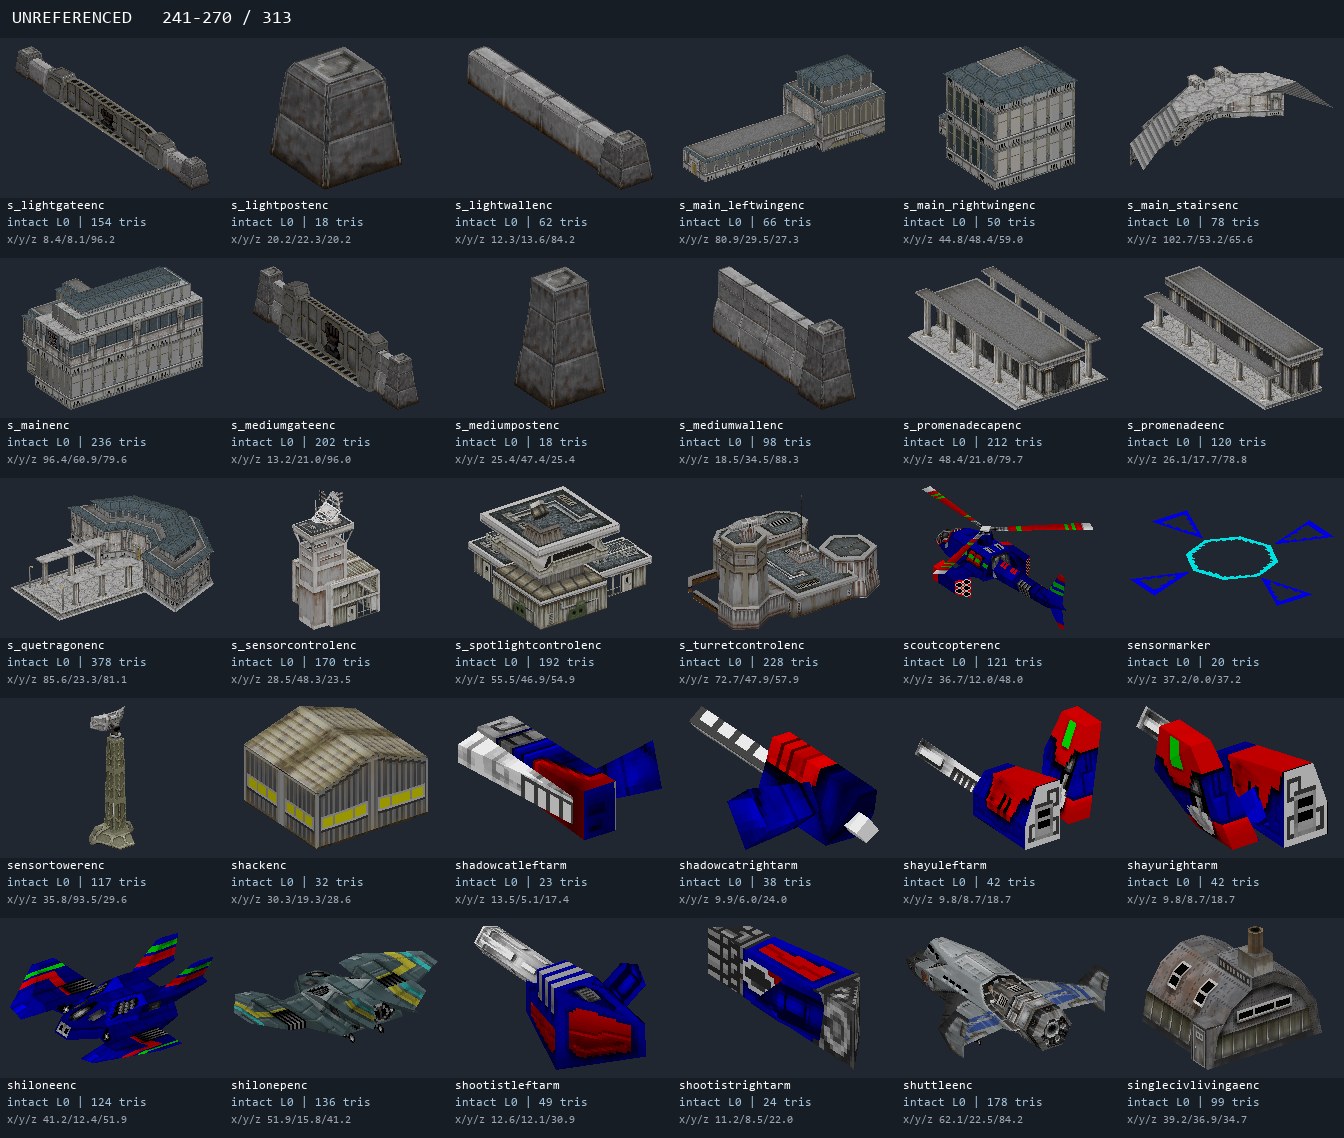 UNREFERENCED 241-270 / 313
s_lightgateenc
intact L0 | 154 tris
x/y/z 8.4/8.1/96.2
s_lightpostenc
intact L0 | 18 tris
x/y/z 20.2/22.3/20.2
s_lightwallenc
intact L0 | 62 tris
x/y/z 12.3/13.6/84.2
s_main_leftwingenc
intact L0 | 66 tris
x/y/z 80.9/29.5/27.3
s_main_rightwingenc
intact L0 | 50 tris
x/y/z 44.8/48.4/59.0
s_main_stairsenc
intact L0 | 78 tris
x/y/z 102.7/53.2/65.6
s_mainenc
intact L0 | 236 tris
x/y/z 96.4/60.9/79.6
s_mediumgateenc
intact L0 | 202 tris
x/y/z 13.2/21.0/96.0
s_mediumpostenc
intact L0 | 18 tris
x/y/z 25.4/47.4/25.4
s_mediumwallenc
intact L0 | 98 tris
x/y/z 18.5/34.5/88.3
s_promenadecapenc
intact L0 | 212 tris
x/y/z 48.4/21.0/79.7
s_promenadeenc
intact L0 | 120 tris
x/y/z 26.1/17.7/78.8
s_quetragonenc
intact L0 | 378 tris
x/y/z 85.6/23.3/81.1
s_sensorcontrolenc
intact L0 | 170 tris
x/y/z 28.5/48.3/23.5
s_spotlightcontrolenc
intact L0 | 192 tris
x/y/z 55.5/46.9/54.9
s_turretcontrolenc
intact L0 | 228 tris
x/y/z 72.7/47.9/57.9
scoutcopterenc
intact L0 | 121 tris
x/y/z 36.7/12.0/48.0
sensormarker
intact L0 | 20 tris
x/y/z 37.2/0.0/37.2
sensortowerenc
intact L0 | 117 tris
x/y/z 35.8/93.5/29.6
shackenc
intact L0 | 32 tris
x/y/z 30.3/19.3/28.6
shadowcatleftarm
intact L0 | 23 tris
x/y/z 13.5/5.1/17.4
shadowcatrightarm
intact L0 | 38 tris
x/y/z 9.9/6.0/24.0
shayuleftarm
intact L0 | 42 tris
x/y/z 9.8/8.7/18.7
shayurightarm
intact L0 | 42 tris
x/y/z 9.8/8.7/18.7
shiloneenc
intact L0 | 124 tris
x/y/z 41.2/12.4/51.9
shilonepenc
intact L0 | 136 tris
x/y/z 51.9/15.8/41.2
shootistleftarm
intact L0 | 49 tris
x/y/z 12.6/12.1/30.9
shootistrightarm
intact L0 | 24 tris
x/y/z 11.2/8.5/22.0
shuttleenc
intact L0 | 178 tris
x/y/z 62.1/22.5/84.2
singlecivlivingaenc
intact L0 | 99 tris
x/y/z 39.2/36.9/34.7